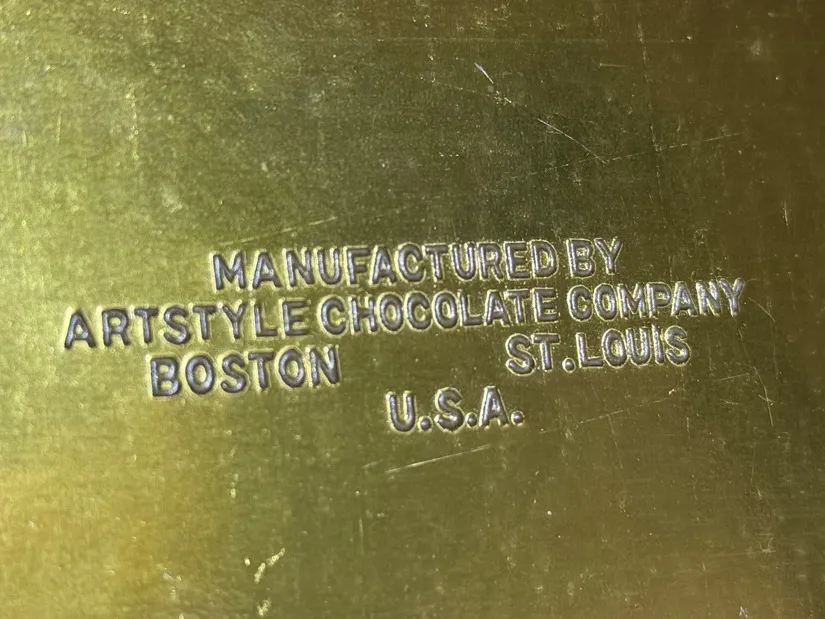 MANUFACTURED BY
ARTSTYLE CHOCOLATE COMPANY
BOSTON ST. LOUIS
U.S.A.